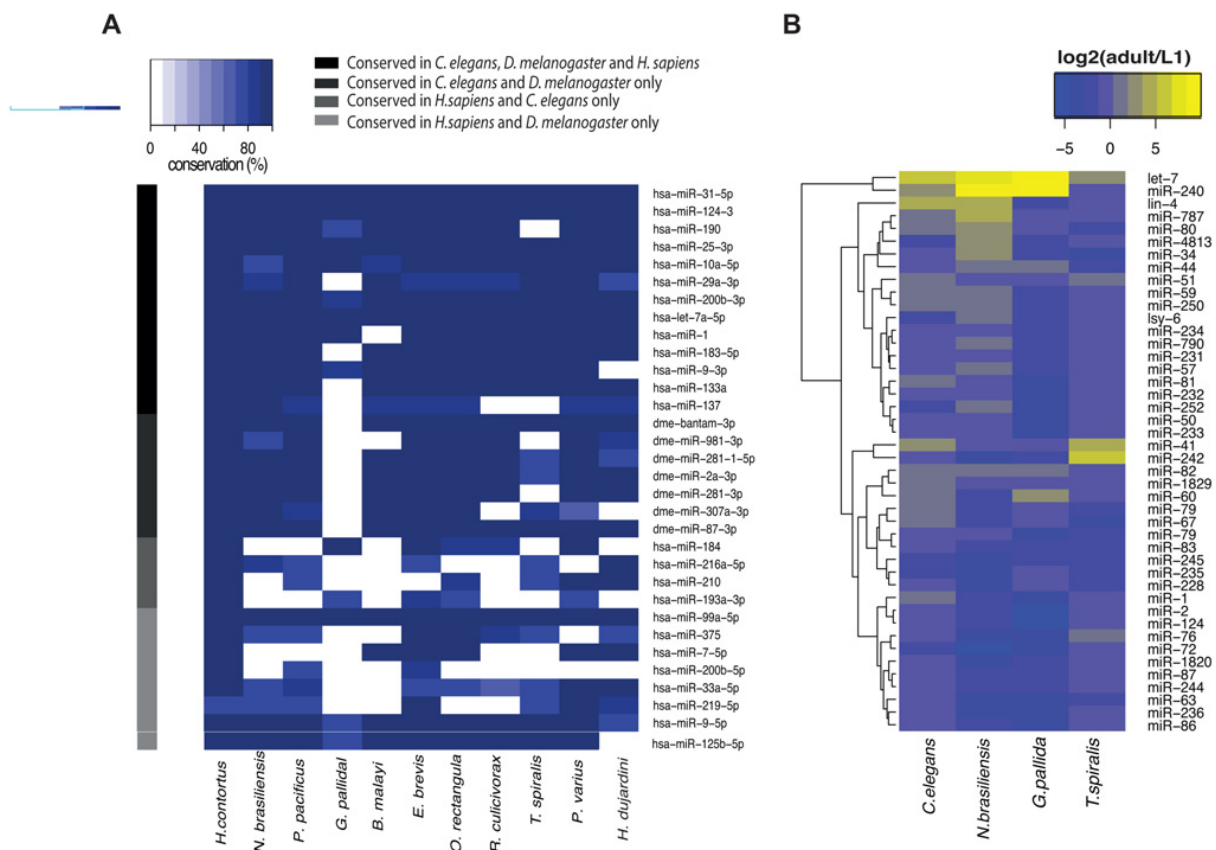 A
Conserved in C. elegans, D. melanogaster and H. sapiens
Conserved in C. elegans and D. melanogaster only
Conserved in H.sapiens and C. elegans only
Conserved in H.sapiens and D. melanogaster only
0 40 80
conservation (%)
hsa-miR-31-5p
hsa-miR-124-3
hsa-miR-190
hsa-miR-25-3p
hsa-miR-10a-5p
hsa-miR-29a-3p
hsa-miR-200b-3p
hsa-let-7a-5p
hsa-miR-1
hsa-miR-183-5p
hsa-miR-9-3p
hsa-miR-133a
hsa-miR-137
dme-bantam-3p
dme-miR-981-3p
dme-miR-281-1-5p
dme-miR-2a-3p
dme-miR-281-3p
dme-miR-307a-3p
dme-miR-87-3p
hsa-miR-184
hsa-miR-216a-5p
hsa-miR-210
hsa-miR-193a-3p
hsa-miR-99a-5p
hsa-miR-375
hsa-miR-7-5p
hsa-miR-200b-5p
hsa-miR-33a-5p
hsa-miR-219-5p
hsa-miR-9-5p
hsa-miR-125b-5p
H.contortus
N. brasiliensis
P. pacificus
G. pallidal
B. malayi
E. brevis
O. rectangula
R. culicivorax
T. spiralis
P. varius
H. dujardini
B
log2(adult/L1)
-5 0 5
let-7
miR-240
lin-4
miR-787
miR-80
miR-4813
miR-34
miR-44
miR-51
miR-59
miR-250
lsy-6
miR-234
miR-790
miR-231
miR-57
miR-81
miR-232
miR-252
miR-50
miR-233
miR-41
miR-242
miR-82
miR-1829
miR-60
miR-79
miR-67
miR-79
miR-83
miR-245
miR-235
miR-228
miR-1
miR-2
miR-124
miR-76
miR-72
miR-1820
miR-87
miR-244
miR-63
miR-236
miR-86
C.elegans
N.brasiliensis
G.pallida
T.spiralis